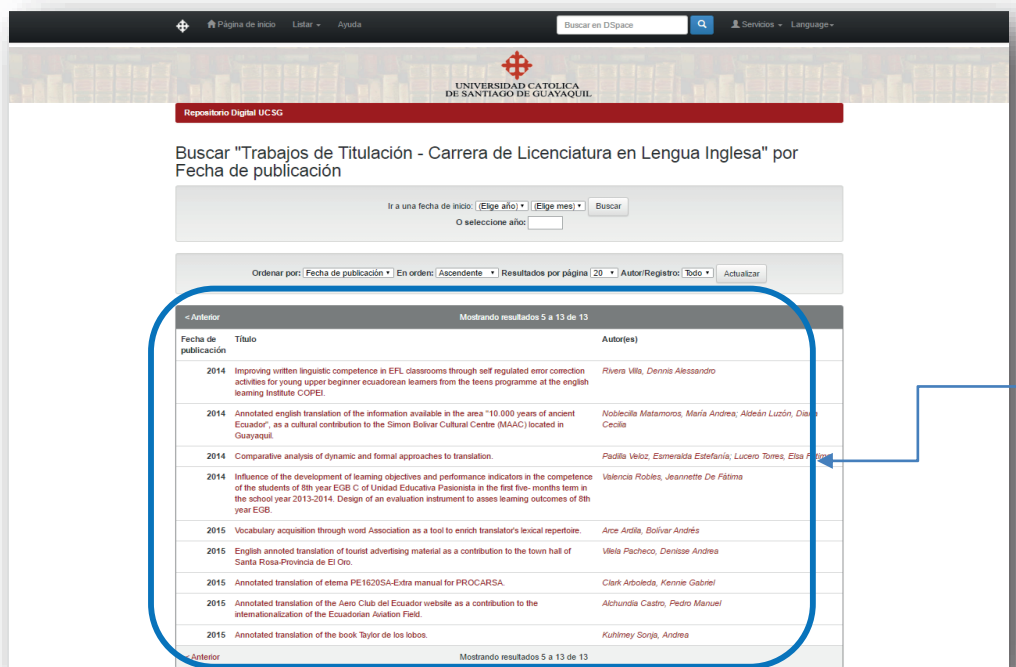 Página de inicio Listar Ayuda Buscar en DSpace Servicios Language
UNIVERSIDAD CATOLICA
DE SANTIAGO DE GUAYAQUIL
Repositorio Digital UCSG
Buscar "Trabajos de Titulación - Carrera de Licenciatura en Lengua Inglesa" por
Fecha de publicación
Ir a una fecha de inicio: (Elige año) (Elige mes) Buscar
O seleccione año:
Ordenar por: Fecha de publicación En orden: Ascendente Resultados por página 20 Autor/Registro: Todo Actualizar
< Anterior Mostrando resultados 5 a 13 de 13
Fecha de publicación Título Autor(es)
2014 Improving written linguistic competence in EFL classrooms through self regulated error correction Rivera Villa, Dennis Alessandro
activities for young upper beginner ecuadorean learners from the teens programme at the english
learning Institute COPEI.
2014 Annotated english translation of the information available in the area "10.000 years of ancient Noblecilla Matamoros, María Andrea; Aldeán Luzón, Diana
Ecuador", as a cultural contribution to the Simon Bolivar Cultural Centre (MAAC) located in Cecilia
Guayaquil.
2014 Comparative analysis of dynamic and formal approaches to translation. Padilla Veloz, Esmeralda Estefanía; Lucero Torres, Elsa Fátima
2014 Influence of the development of learning objectives and performance indicators in the competence Valencia Robles, Jeannette De Fátima
of the students of 8th year EGB C of Unidad Educativa Pasionista in the first five- months term in
the school year 2013-2014. Design of an evaluation instrument to asses learning outcomes of 8th
year EGB.
2015 Vocabulary acquisition through word Association as a tool to enrich translator's lexical repertoire. Arce Ardila, Bolívar Andrés
2015 English annoted translation of tourist advertising material as a contribution to the town hall of Vilela Pacheco, Denisse Andrea
Santa Rosa-Provincia de El Oro.
2015 Annotated translation of etema PE1620SA-Extra manual for PROCARSA. Clark Arboleda, Kennie Gabriel
2015 Annotated translation of the Aero Club del Ecuador website as a contribution to the Alchundia Castro, Pedro Manuel
internationalization of the Ecuadorian Aviation Field.
2015 Annotated translation of the book Taylor de los lobos. Kuhlmey Sonja, Andrea
< Anterior Mostrando resultados 5 a 13 de 13